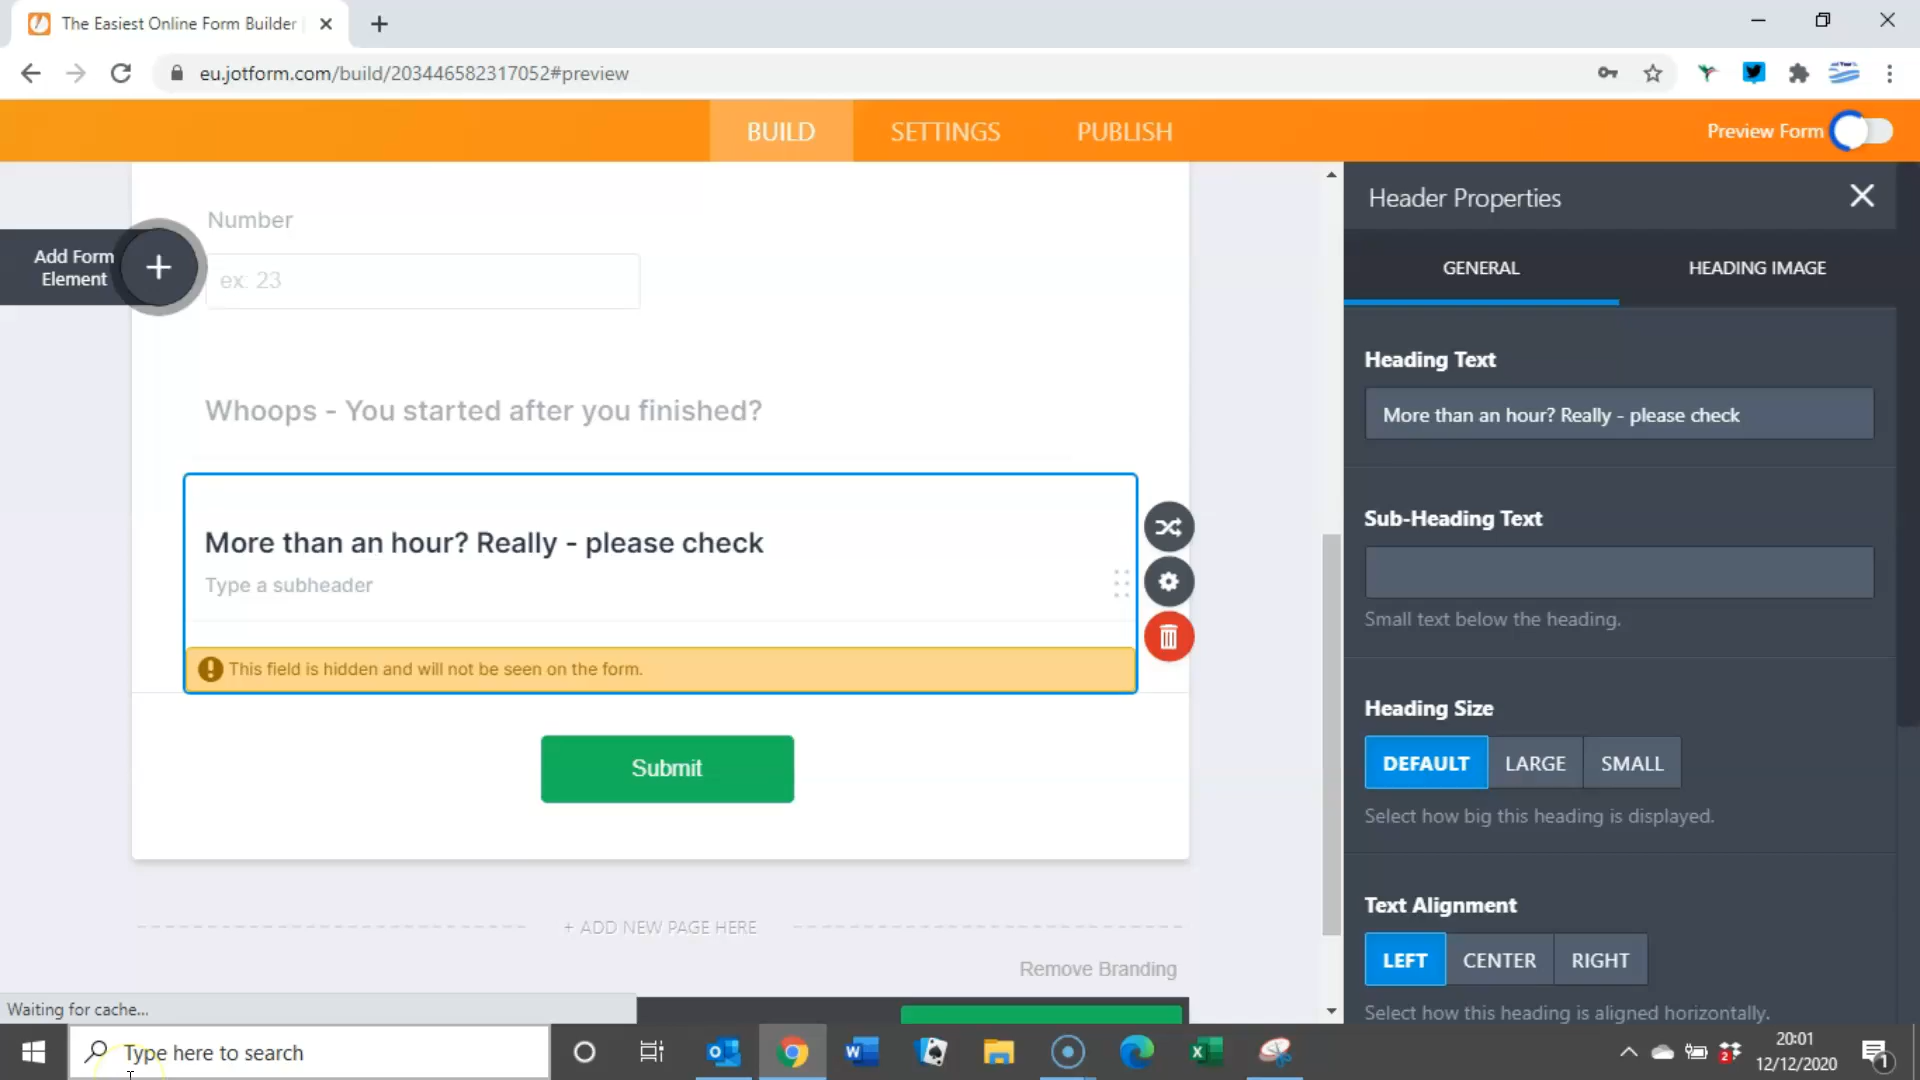 The Easiest Online Form Builder
eu.jotform.com/build/203446582317052#preview
BUILD
SETTINGS
PUBLISH
Preview Form
Number
Add Form
Element
ex: 23
Whoops - You started after you finished?
More than an hour? Really - please check
Type a subheader
This field is hidden and will not be seen on the form.
Submit
+ ADD NEW PAGE HERE
Remove Branding
Header Properties
GENERAL
HEADING IMAGE
Heading Text
More than an hour? Really - please check
Sub-Heading Text
Small text below the heading.
Heading Size
DEFAULT
LARGE
SMALL
Select how big this heading is displayed.
Text Alignment
LEFT
CENTER
RIGHT
Select how this heading is aligned horizontally.
Waiting for cache...
Type here to search
20:01
12/12/2020
2
1